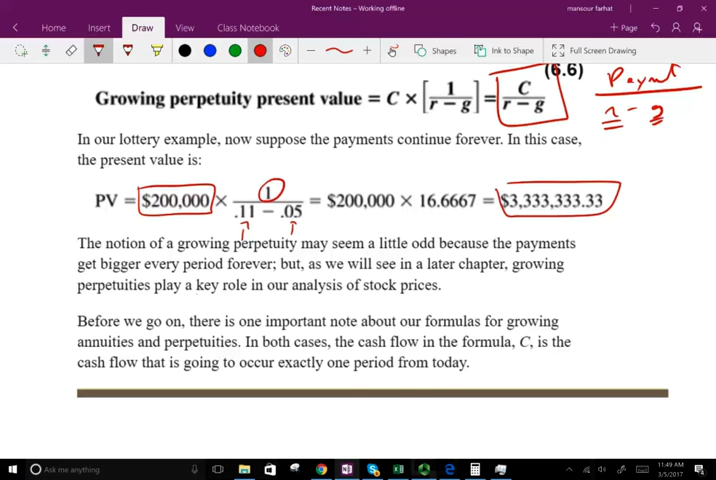 Recent Notes - Working offline
mansour farhat
Home Insert Draw View Class Notebook
+ Page
Shapes Ink to Shape Full Screen Drawing
(6.6)
Growing perpetuity present value = C × [1 / r − g] = C / r − g
In our lottery example, now suppose the payments continue forever. In this case,
the present value is:
PV = $200,000 × 1 / .11 − .05 = $200,000 × 16.6667 = $3,333,333.33
The notion of a growing perpetuity may seem a little odd because the payments
get bigger every period forever; but, as we will see in a later chapter, growing
perpetuities play a key role in our analysis of stock prices.
Before we go on, there is one important note about our formulas for growing
annuities and perpetuities. In both cases, the cash flow in the formula, C, is the
cash flow that is going to occur exactly one period from today.
Ask me anything
11:49 AM
3/5/2017